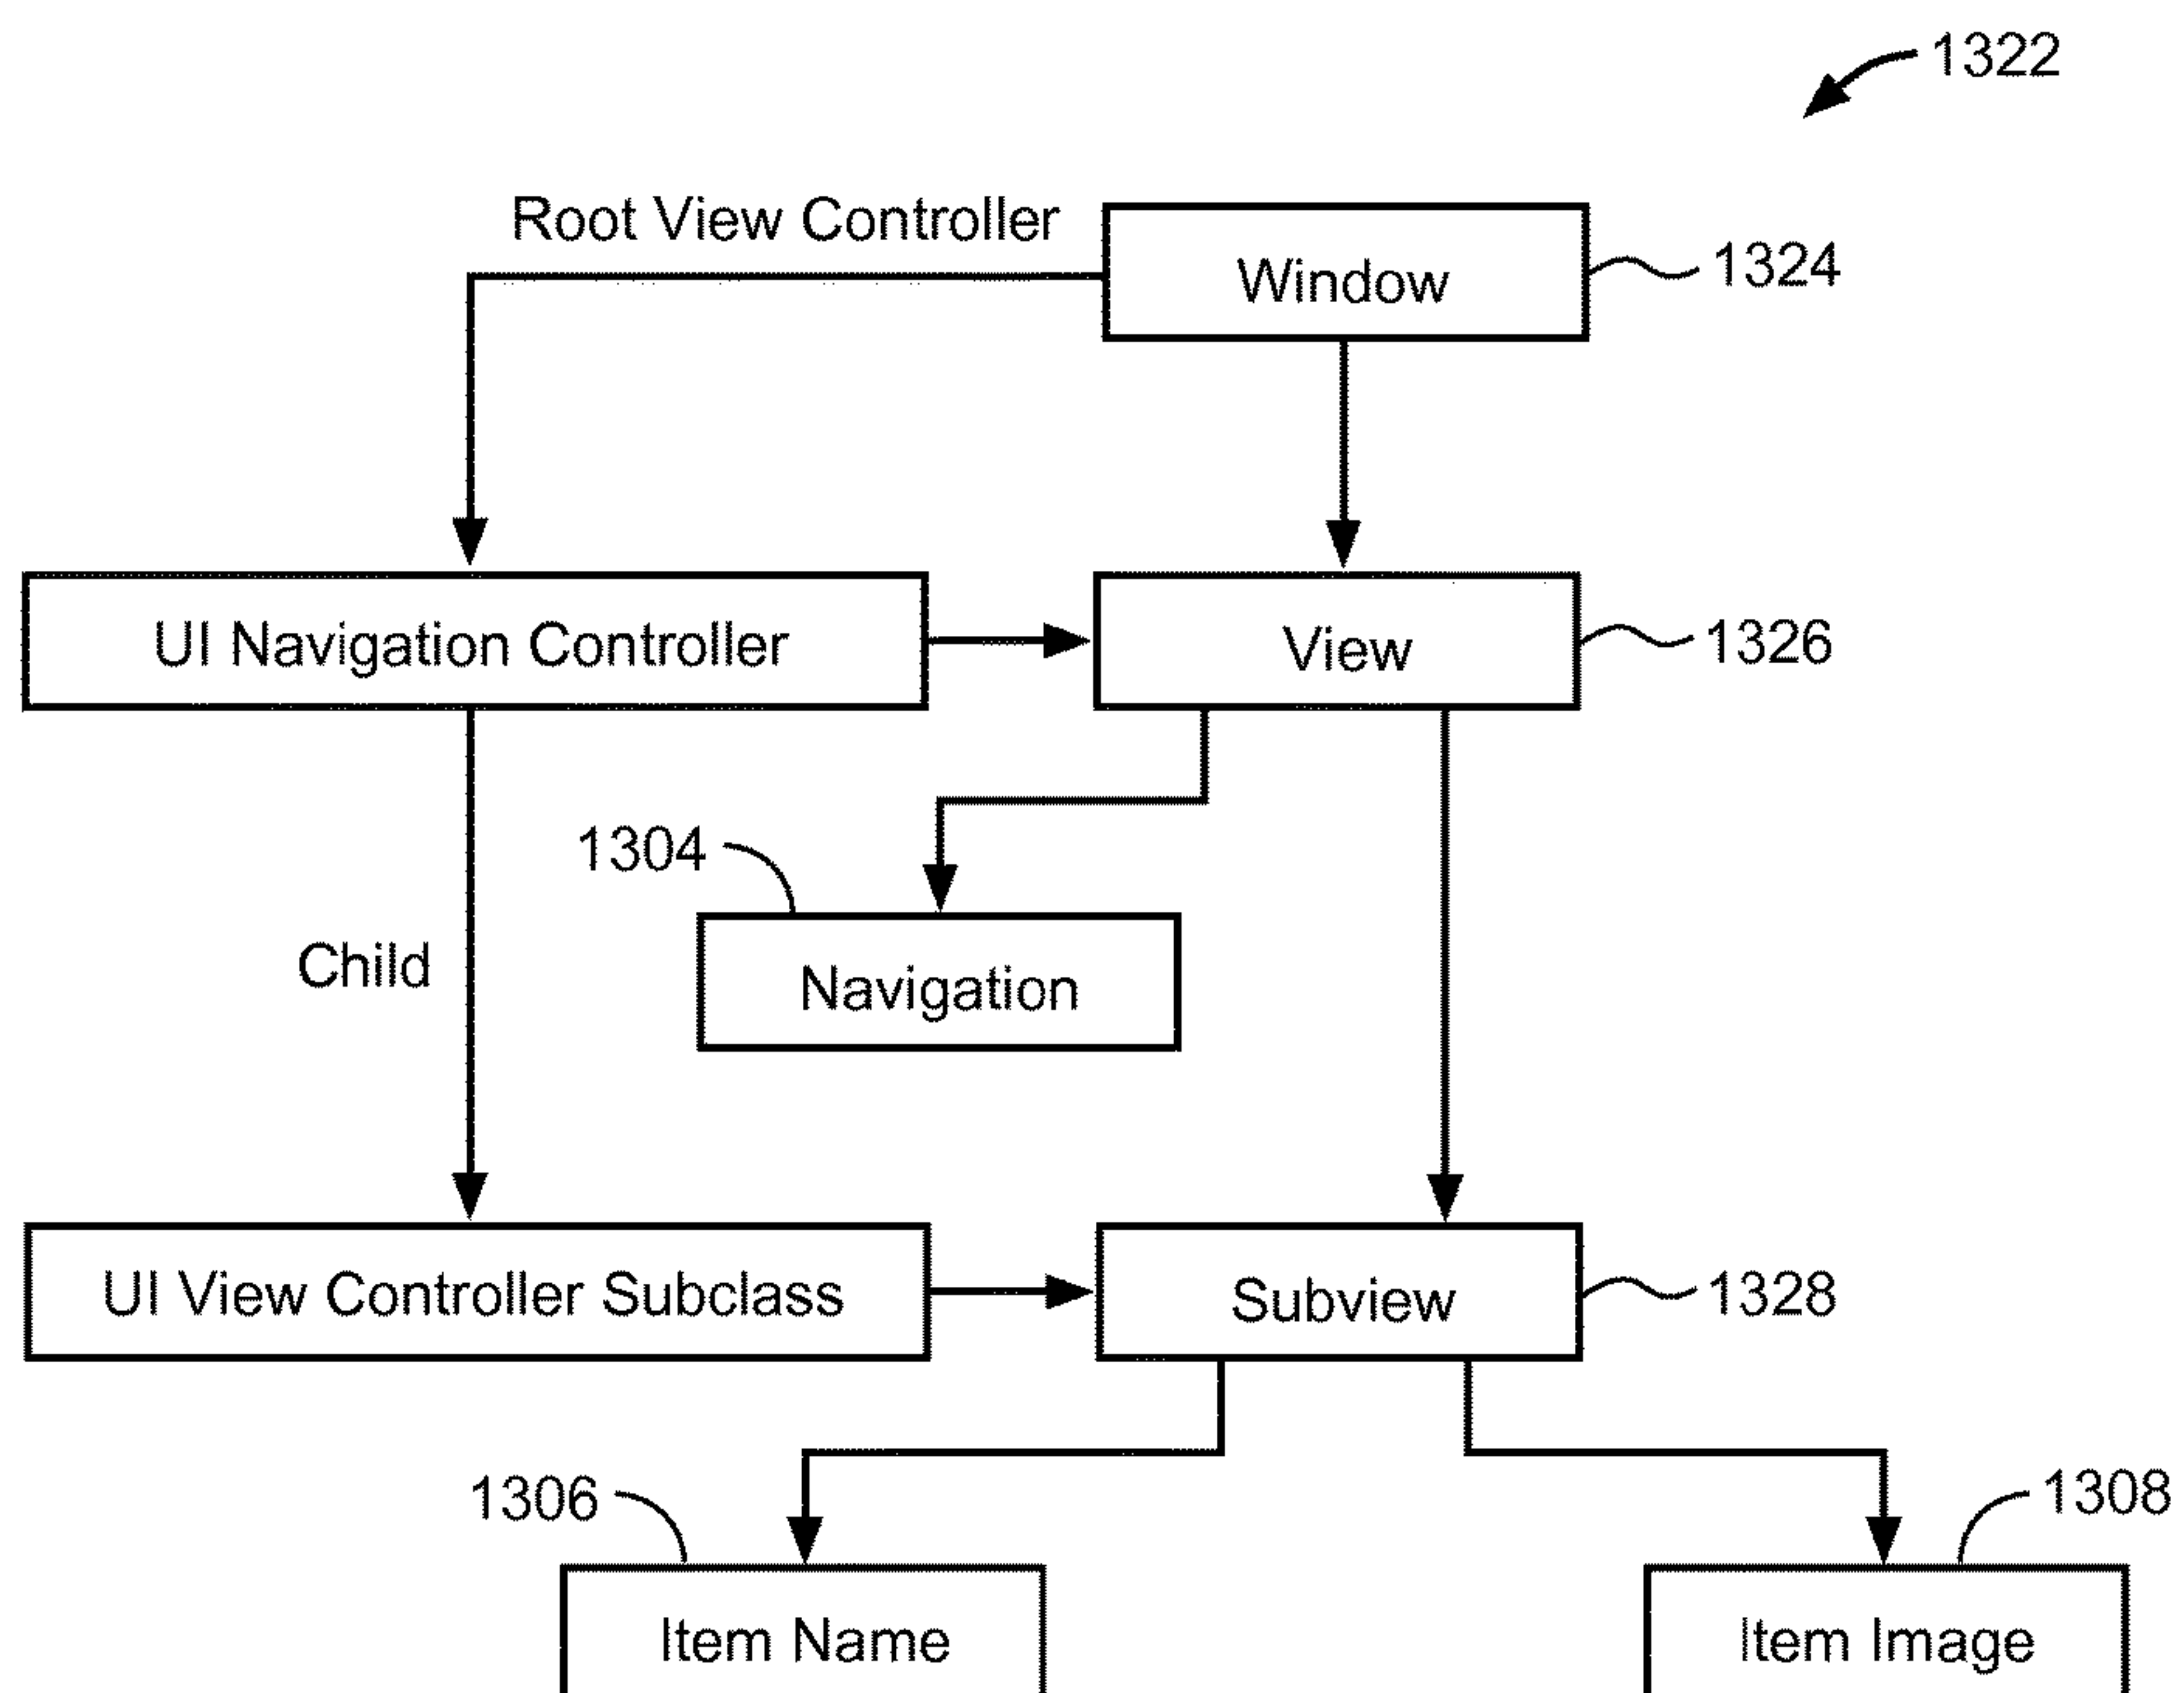 1322
Root View Controller
Window
1324
UI Navigation Controller
View
1326
1304
Navigation
Child
UI View Controller Subclass
Subview
1328
1306
1308
Item Name
Item Image